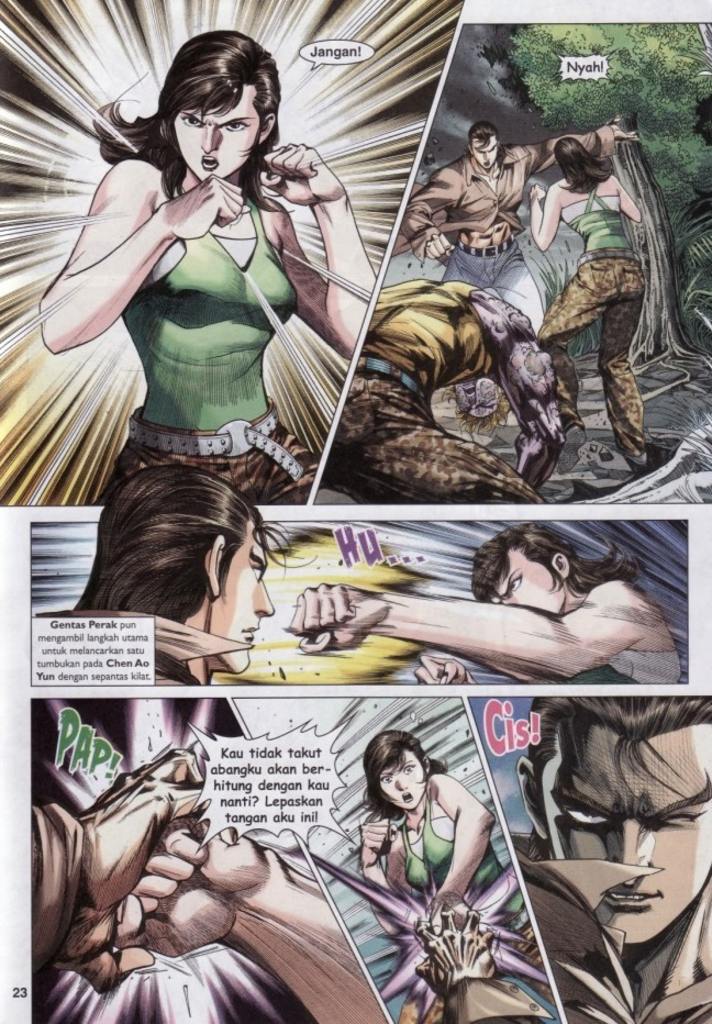 Jangan!
Nyah!
HU...
Gentas Perak pun
mengambil langkah utama
untuk melancarkan satu
tumbukan pada Chen Ao
Yun dengan sepantas kilat.
PAP!
Kau tidak takut
abangku akan ber-
hitung dengan kau
nanti? Lepaskan
tangan aku ini!
Cis!
23